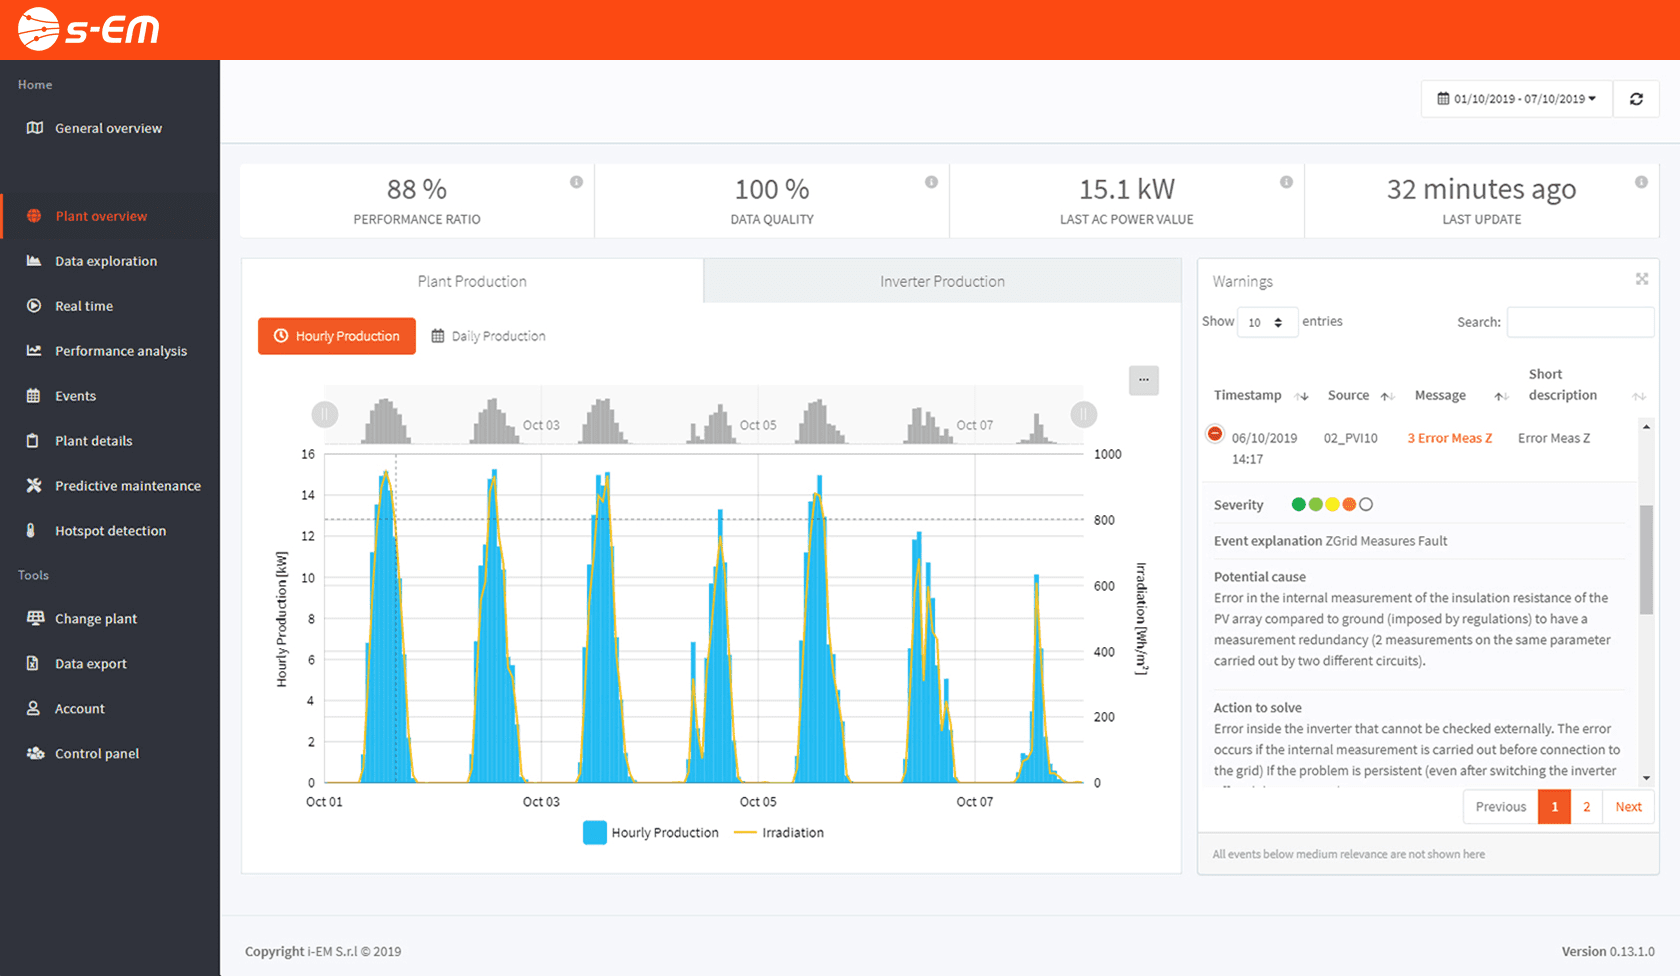 s-EM
Home
General overview
Plant overview
Data exploration
Real time
Performance analysis
Events
Plant details
Predictive maintenance
Hotspot detection
Tools
Change plant
Data export
Account
Control panel
01/10/2019 - 07/10/2019
88 %
PERFORMANCE RATIO
100 %
DATA QUALITY
15.1 kW
LAST AC POWER VALUE
32 minutes ago
LAST UPDATE
Plant Production
Inverter Production
Hourly Production
Daily Production
...
Oct 03
Oct 05
Oct 07
Hourly Production [kW]
16
14
12
10
8
6
4
2
0
1000
800
600
400
200
0
Irradiation [Wh/m²]
Oct 01
Oct 03
Oct 05
Oct 07
Hourly Production
Irradiation
Warnings
Show 10 entries
Search:
Timestamp Source Message Short
description
06/10/2019 02_PVI10 3 Error Meas Z Error Meas Z
14:17
Severity
Event explanation ZGrid Measures Fault
Potential cause
Error in the internal measurement of the insulation resistance of the
PV array compared to ground (imposed by regulations) to have a
measurement redundancy (2 measurements on the same parameter
carried out by two different circuits).
Action to solve
Error inside the inverter that cannot be checked externally. The error
occurs if the internal measurement is carried out before connection to
the grid) If the problem is persistent (even after switching the inverter
Previous 1 2 Next
All events below medium relevance are not shown here
Copyright i-EM S.r.l © 2019
Version 0.13.1.0